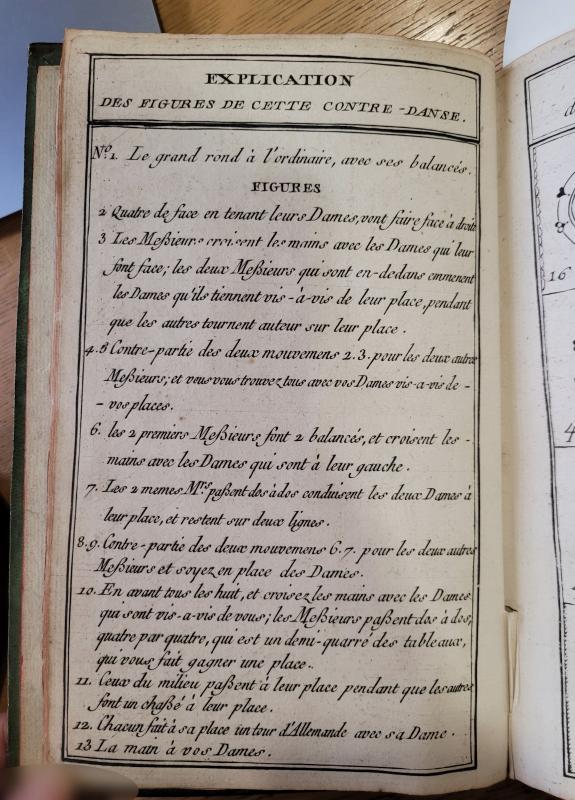 EXPLICATION
DES FIGURES DE CETTE CONTRE-DANSE.
No. 1. Le grand rond à l'ordinaire, avec ses balancés.
FIGURES
2 Quatre de face en tenant leurs Dames, vont faire face à droite
3 Les Meßieurs croisent les mains avec les Dames qui leur
font face; les deux Meßieurs qui sont en-dedans emmenent
les Dames qu'ils tiennent vis-à-vis de leur place, pendant
que les autres tournent auteur sur leur place.
4. 5 Contre-partie des deux mouvemens 2. 3. pour les deux autres
Meßieurs; et vous vous trouvez tous avec vos Dames vis-a-vis de -
- vos places.
6. les 2 premiers Meßieurs font 2 balancés, et croisent les -
mains avec les Dames qui sont à leur gauche.
7. Les 2 memes Mrs paßent dos à dos conduisent les deux Dames à
leur place, et restent sur deux lignes.
8. 9. Contre-partie des deux mouvemens 6. 7. pour les deux autres
Meßieurs et soyez en place des Dames.
10. En avant tous les huit, et croisez les mains avec les Dames
qui sont vis-a-vis de vous; les Meßieurs paßent dos à dos,
quatre par quatre, qui est un demi-quarré des tableaux,
qui vous fait gagner une place.
11. Ceux du milieu paßent à leur place pendant que les autres
font un chaßé à leur place.
12. Chacun fait à sa place un tour d'Allemande avec sa Dame.
13 La main à vos Dames.
d
16
4